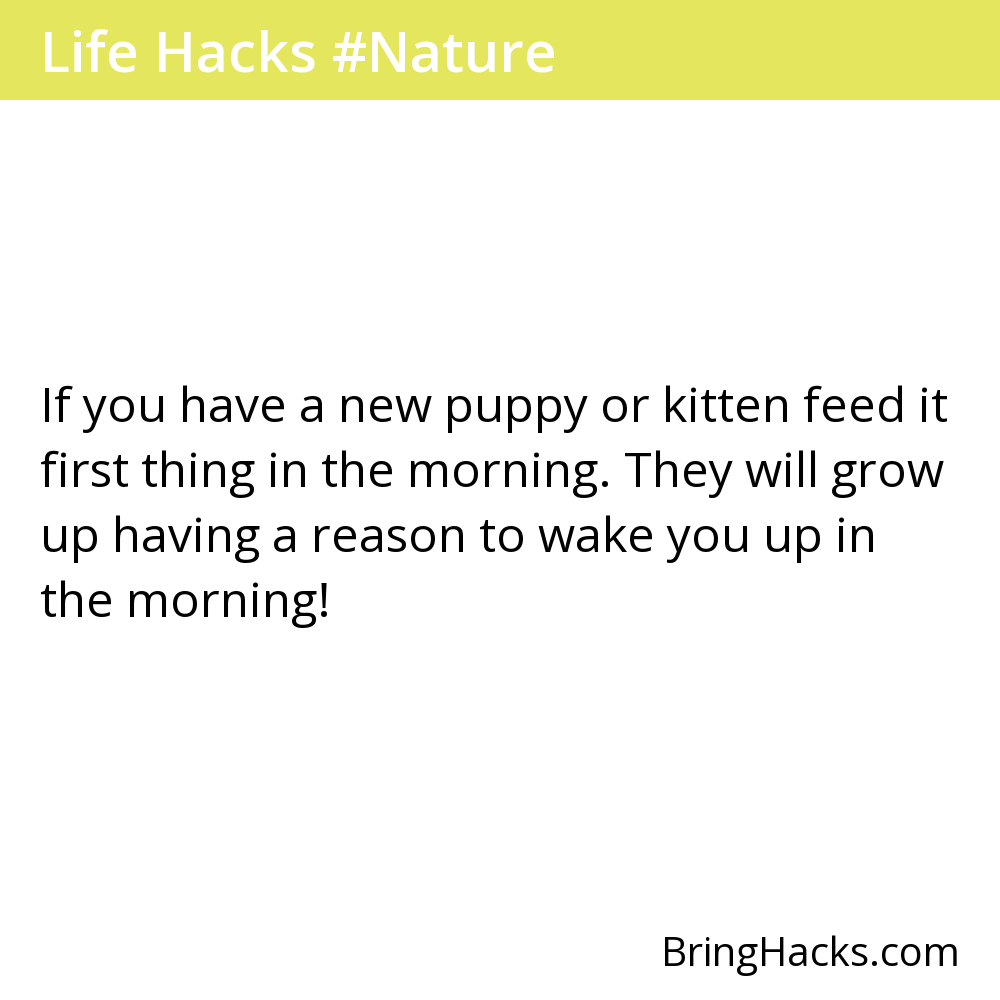 Life Hacks #Nature
If you have a new puppy or kitten feed it
first thing in the morning. They will grow
up having a reason to wake you up in
the morning!
BringHacks.com